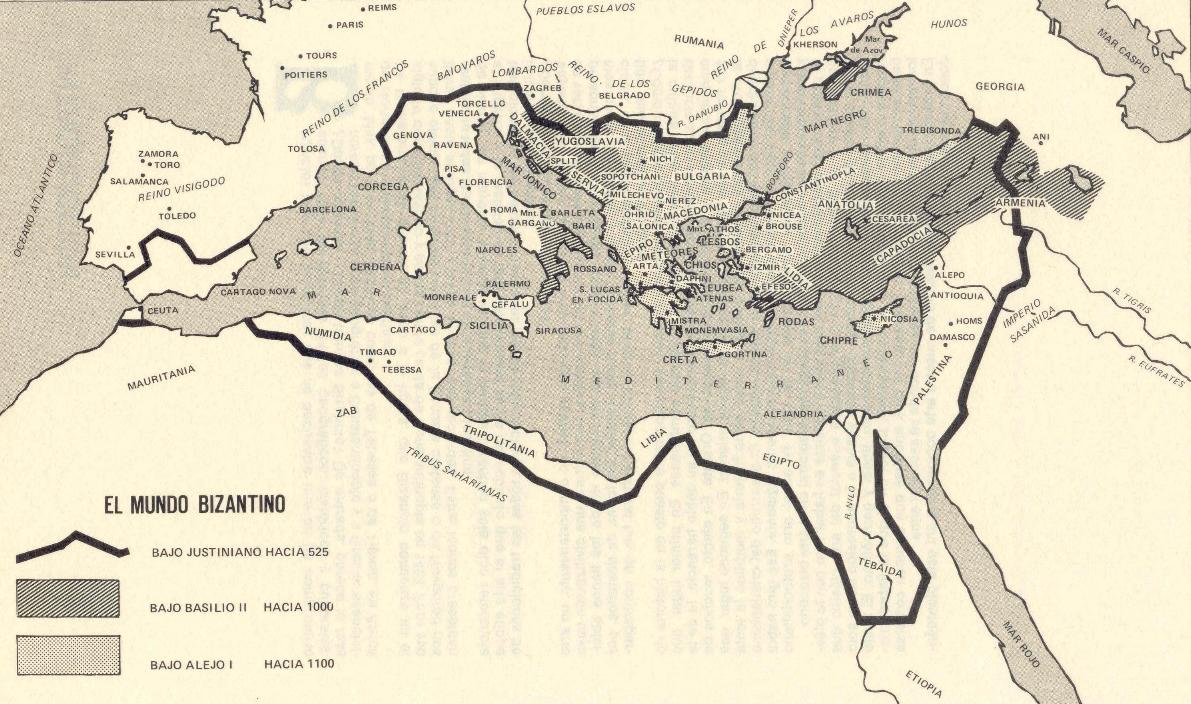 REIMS
PARIS
TOURS
POITIERS
PUEBLOS ESLAVOS
RUMANIA
R. DNIEPER
LOS AVAROS
KHERSON
Mar
de Azov
HUNOS
MAR CASPIO
REINO DE LOS FRANCOS
BAIOVAROS
LOMBARDOS
REINO DE LOS GEPIDOS
REINO DE
ZAGREB
BELGRADO
R. DANUBIO
CRIMEA
GEORGIA
OCEANO ATLANTICO
ZAMORA
TORO
SALAMANCA
REINO VISIGODO
TOLEDO
SEVILLA
TOLOSA
BARCELONA
TORCELLO
VENECIA
GENOVA
RAVENA
PISA
FLORENCIA
CORCEGA
ROMA
Mnt.
GARGANO
BARLETA
BARI
NAPOLES
ROSSANO
CERDEÑA
DALMACIA
MAR JONICO
SPLIT
YUGOSLAVIA
SERVIA
NICH
SOPOTCHANI
MILECHEVO
NEREZ
BULGARIA
OHRID
MACEDONIA
SALONICA
Mnt. ATHOS
EPIRO
METEORES
LESBOS
ARTA
CHIOS
DAPHNI
EUBEA
S. LUCAS
EN FOCIDA
ATENAS
MISTRA
MONEMVASIA
MAR NEGRO
TREBISONDA
ANI
BOSFORO
CONSTANTINOPLA
NICEA
BROUSE
ANATOLIA
CESAREA
ARMENIA
BERGAMO
IZMIR
LIDIA
EFESO
CAPADOCIA
ALEPO
ANTIOQUIA
R. TIGRIS
IMPERIO
SASANIDA
R. EUFRATES
CEUTA
CARTAGO NOVA
MAR MEDITERRANEO
PALERMO
MONREALE
CEFALU
SICILIA
SIRACUSA
RODAS
CHIPRE
NICOSIA
HOMS
DAMASCO
PALESTINA
CRETA
GORTINA
NUMIDIA
CARTAGO
TIMGAD
TEBESSA
MAURITANIA
ZAB
TRIPOLITANIA
TRIBUS SAHARIANAS
LIBIA
ALEJANDRIA
EGIPTO
R. NILO
TEBAIDA
MAR ROJO
ETIOPIA
EL MUNDO BIZANTINO
BAJO JUSTINIANO HACIA 525
BAJO BASILIO II HACIA 1000
BAJO ALEJO I HACIA 1100